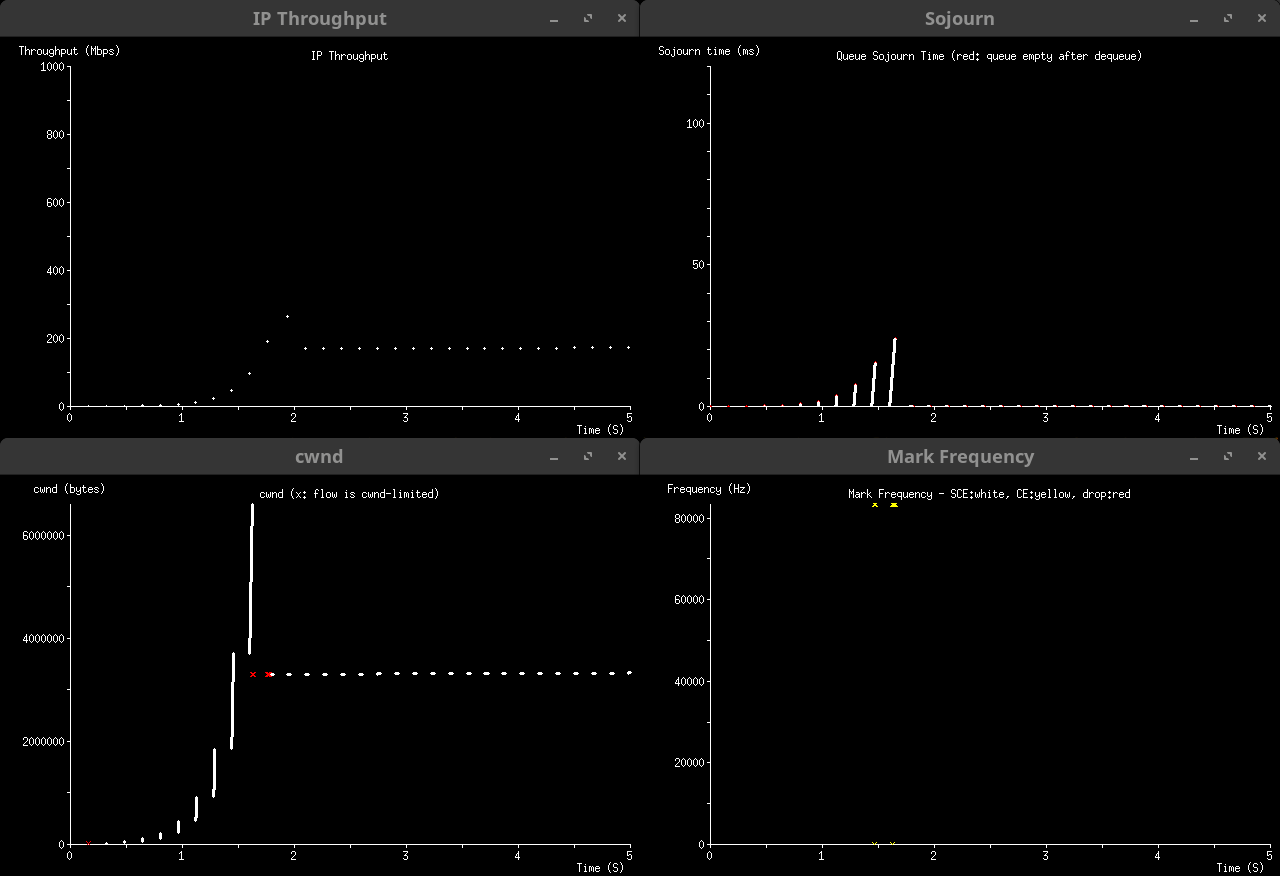 IP Throughput
Throughput (Mbps)
IP Throughput
1000
800
600
400
200
0
0 1 2 3 4 5
Time (S)
Sojourn
Sojourn time (ms)
Queue Sojourn Time (red: queue empty after dequeue)
100
50
0
0 1 2 3 4 5
Time (S)
cwnd
cwnd (bytes)
cwnd (x: flow is cwnd-limited)
6000000
4000000
2000000
0
0 1 2 3 4 5
Time (S)
Mark Frequency
Frequency (Hz)
Mark Frequency - SCE:white, CE:yellow, drop:red
80000
60000
40000
20000
0
0 1 2 3 4 5
Time (S)